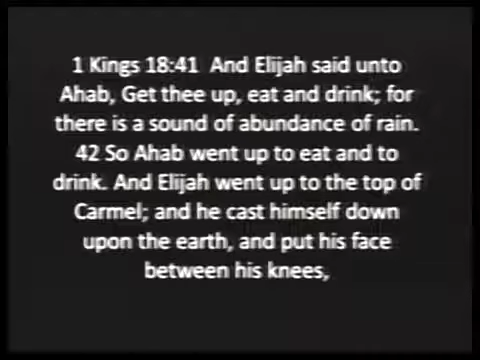 1 Kings 18:41  And Elijah said unto
Ahab, Get thee up, eat and drink; for
there is a sound of abundance of rain.
42 So Ahab went up to eat and to
drink. And Elijah went up to the top of
Carmel; and he cast himself down
upon the earth, and put his face
between his knees,